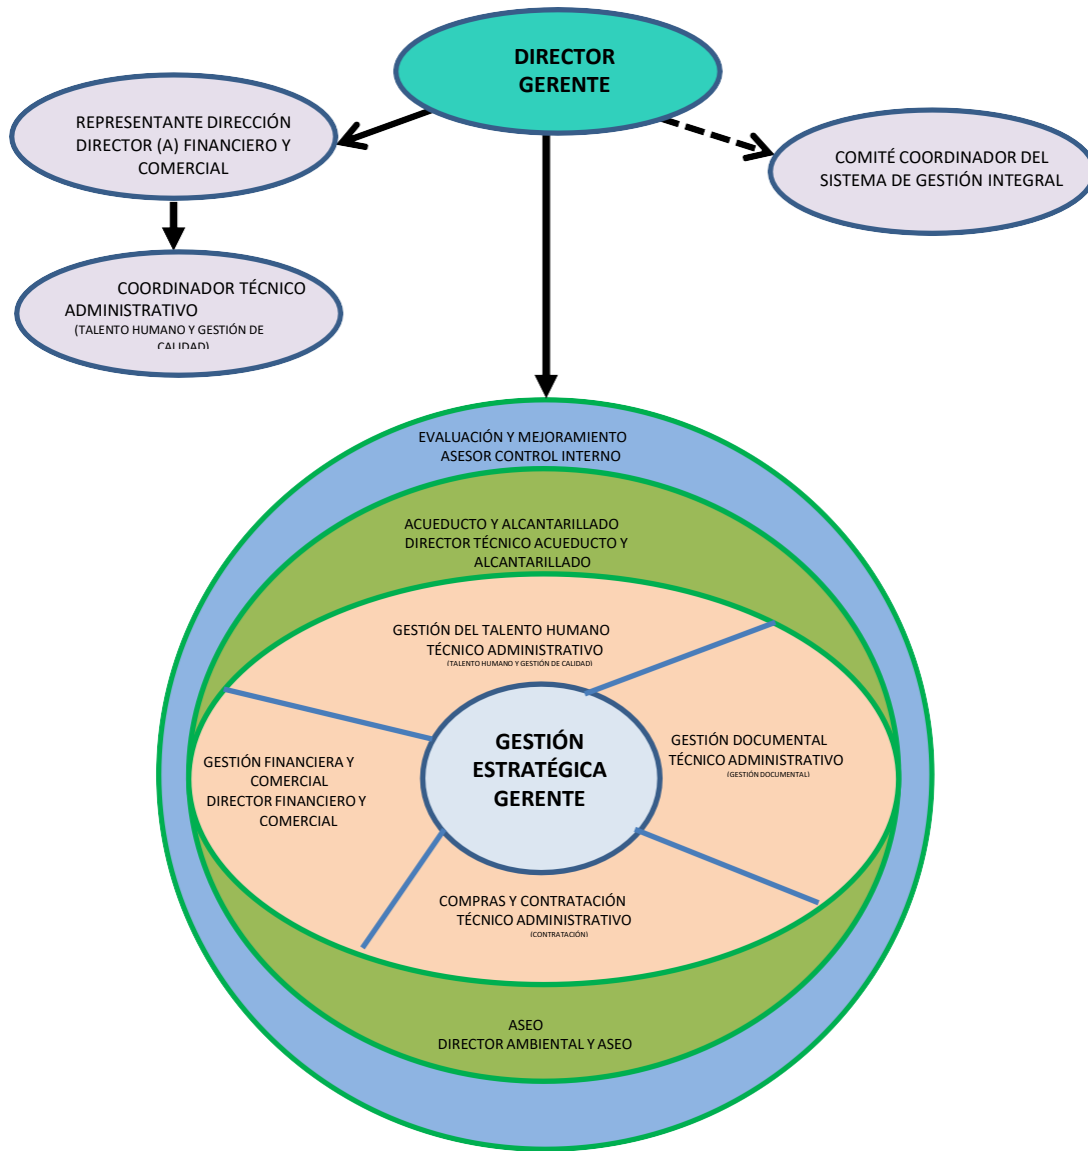 DIRECTOR
GERENTE
REPRESENTANTE DIRECCIÓN
DIRECTOR (A) FINANCIERO Y
COMERCIAL
COMITÉ COORDINADOR DEL
SISTEMA DE GESTIÓN INTEGRAL
COORDINADOR TÉCNICO
ADMINISTRATIVO
(TALENTO HUMANO Y GESTIÓN DE
CALIDAD)
EVALUACIÓN Y MEJORAMIENTO
ASESOR CONTROL INTERNO
ACUEDUCTO Y ALCANTARILLADO
DIRECTOR TÉCNICO ACUEDUCTO Y
ALCANTARILLADO
GESTIÓN DEL TALENTO HUMANO
TÉCNICO ADMINISTRATIVO
(TALENTO HUMANO Y GESTIÓN DE CALIDAD)
GESTIÓN FINANCIERA Y
COMERCIAL
DIRECTOR FINANCIERO Y
COMERCIAL
GESTIÓN
ESTRATÉGICA
GERENTE
GESTIÓN DOCUMENTAL
TÉCNICO ADMINISTRATIVO
(GESTIÓN DOCUMENTAL)
COMPRAS Y CONTRATACIÓN
TÉCNICO ADMINISTRATIVO
(CONTRATACIÓN)
ASEO
DIRECTOR AMBIENTAL Y ASEO